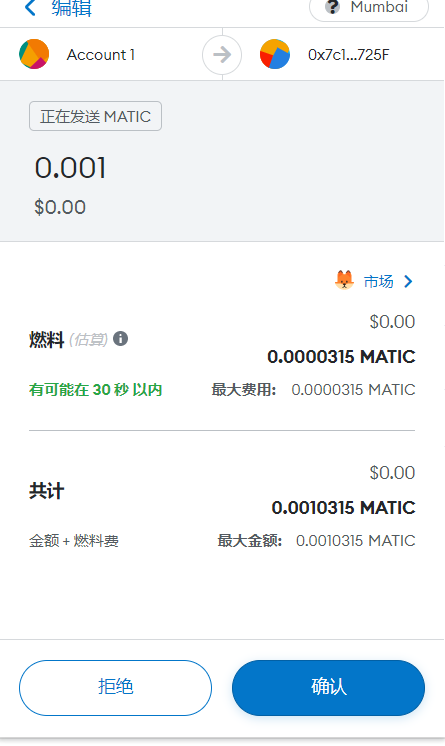 编辑
? Mumbai
Account 1
0x7c1...725F
正在发送 MATIC
0.001
$0.00
市场
$0.00
燃料 (估算)
0.0000315 MATIC
有可能在 30 秒 以内 最大费用: 0.0000315 MATIC
$0.00
共计
0.0010315 MATIC
金额 + 燃料费 最大金额: 0.0010315 MATIC
拒绝 确认